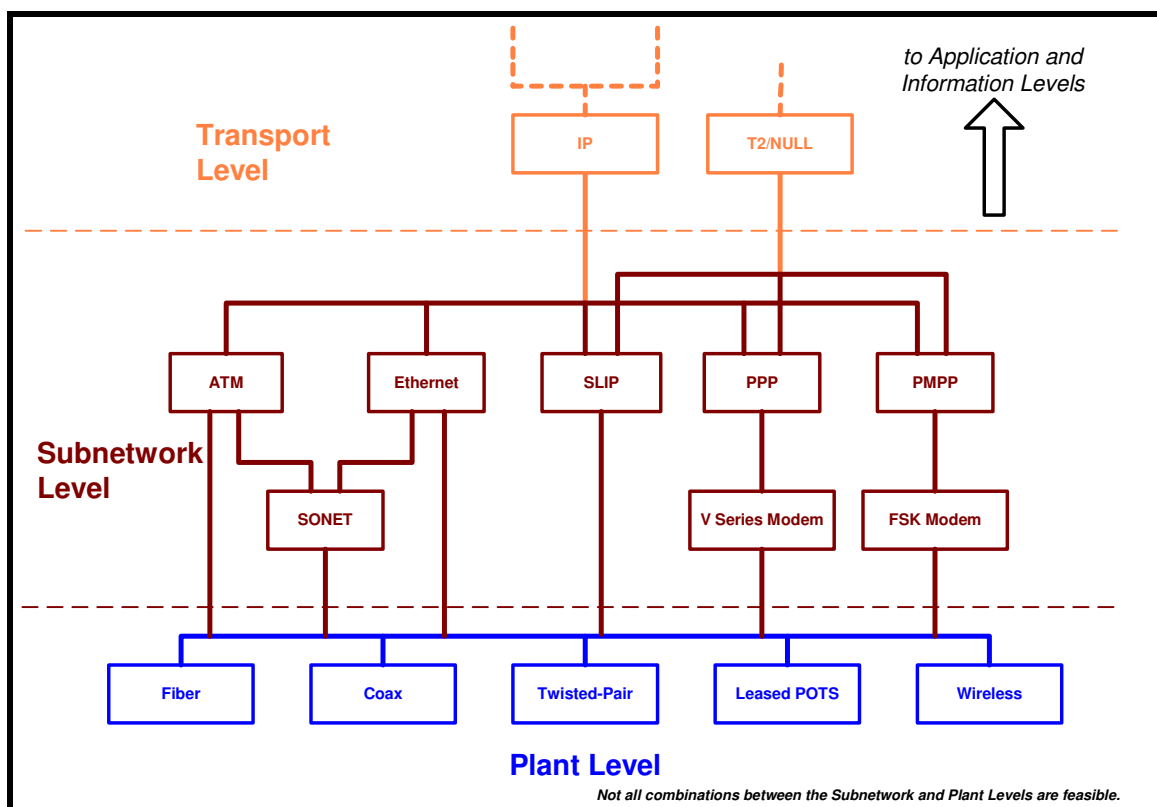 to Application and
Information Levels
Transport
Level
IP
T2/NULL
ATM
Ethernet
SLIP
PPP
PMPP
Subnetwork
Level
SONET
V Series Modem
FSK Modem
Fiber
Coax
Twisted-Pair
Leased POTS
Wireless
Plant Level
Not all combinations between the Subnetwork and Plant Levels are feasible.